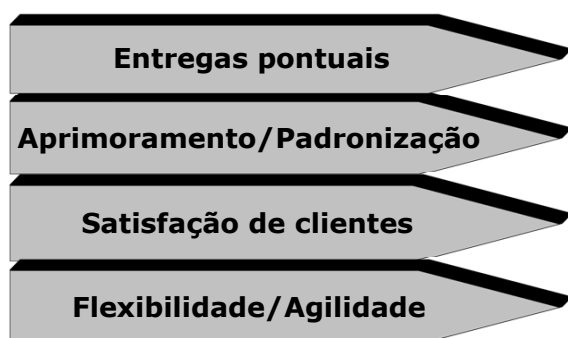 Entregas pontuais
Aprimoramento/Padronização
Satisfação de clientes
Flexibilidade/Agilidade